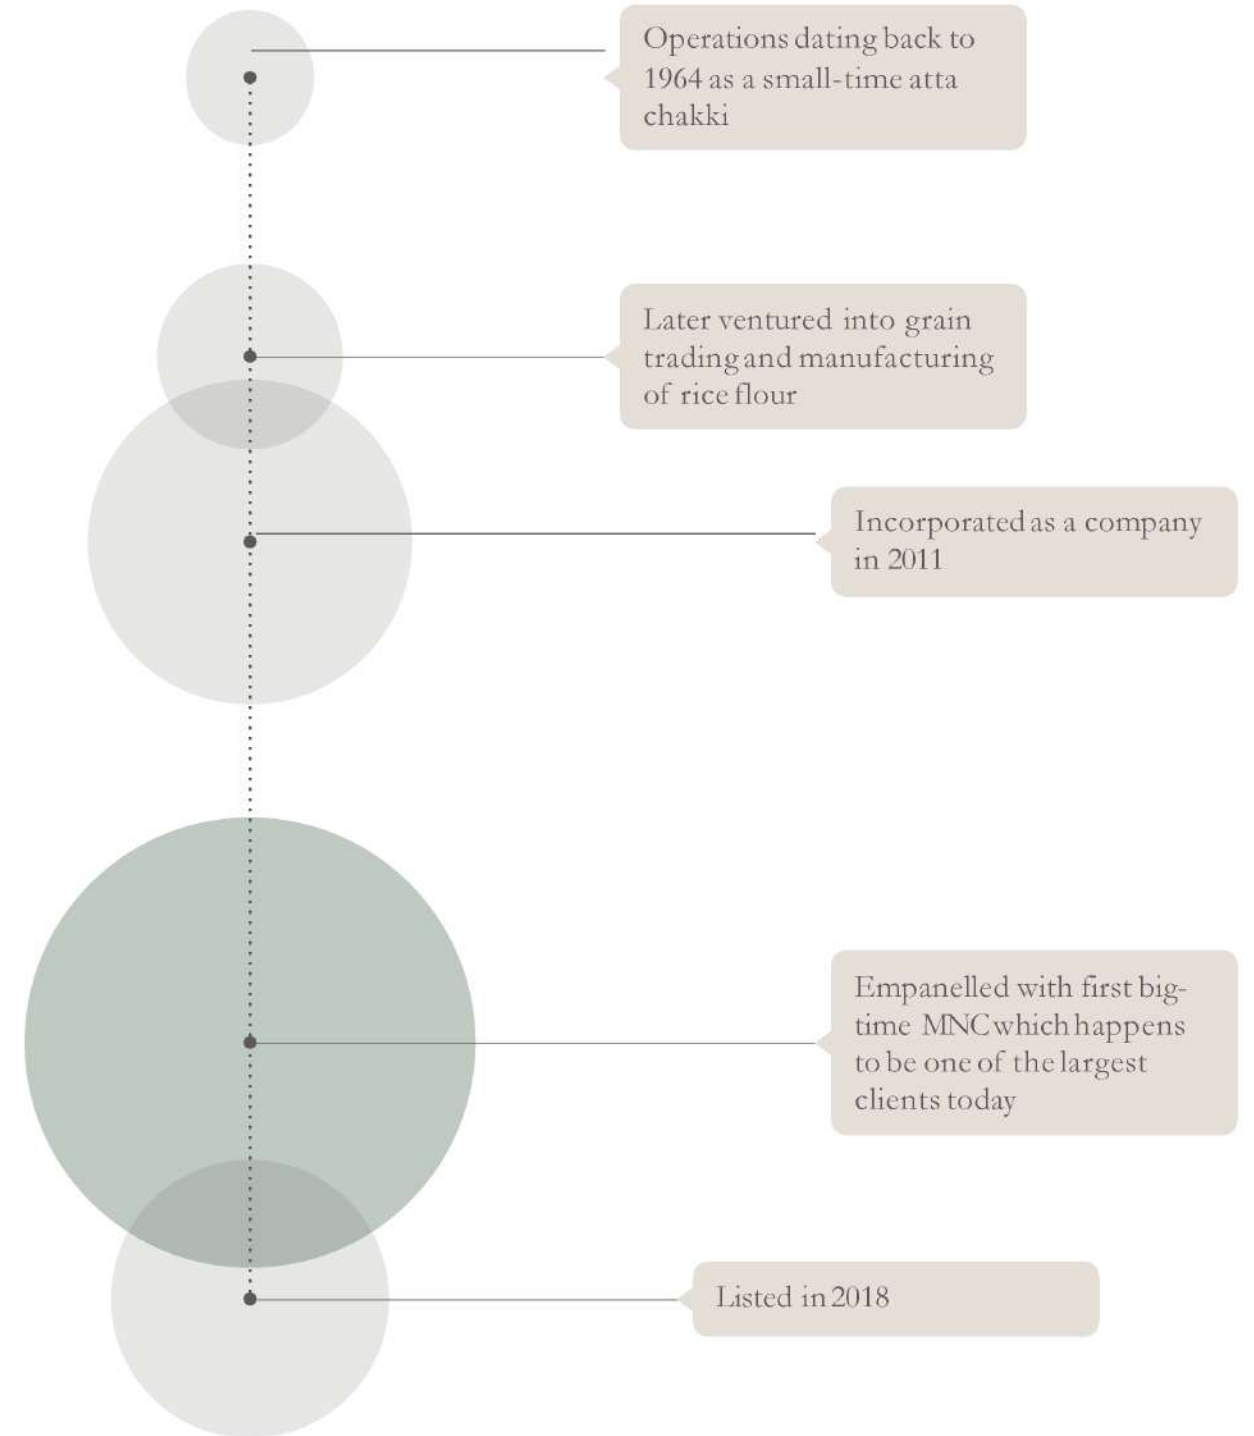 Operations dating back to
1964 as a small-time atta
chakki
Later ventured into grain
trading and manufacturing
of rice flour
Incorporated as a company
in 2011
Empanelled with first big-
time MNC which happens
to be one of the largest
clients today
Listed in 2018